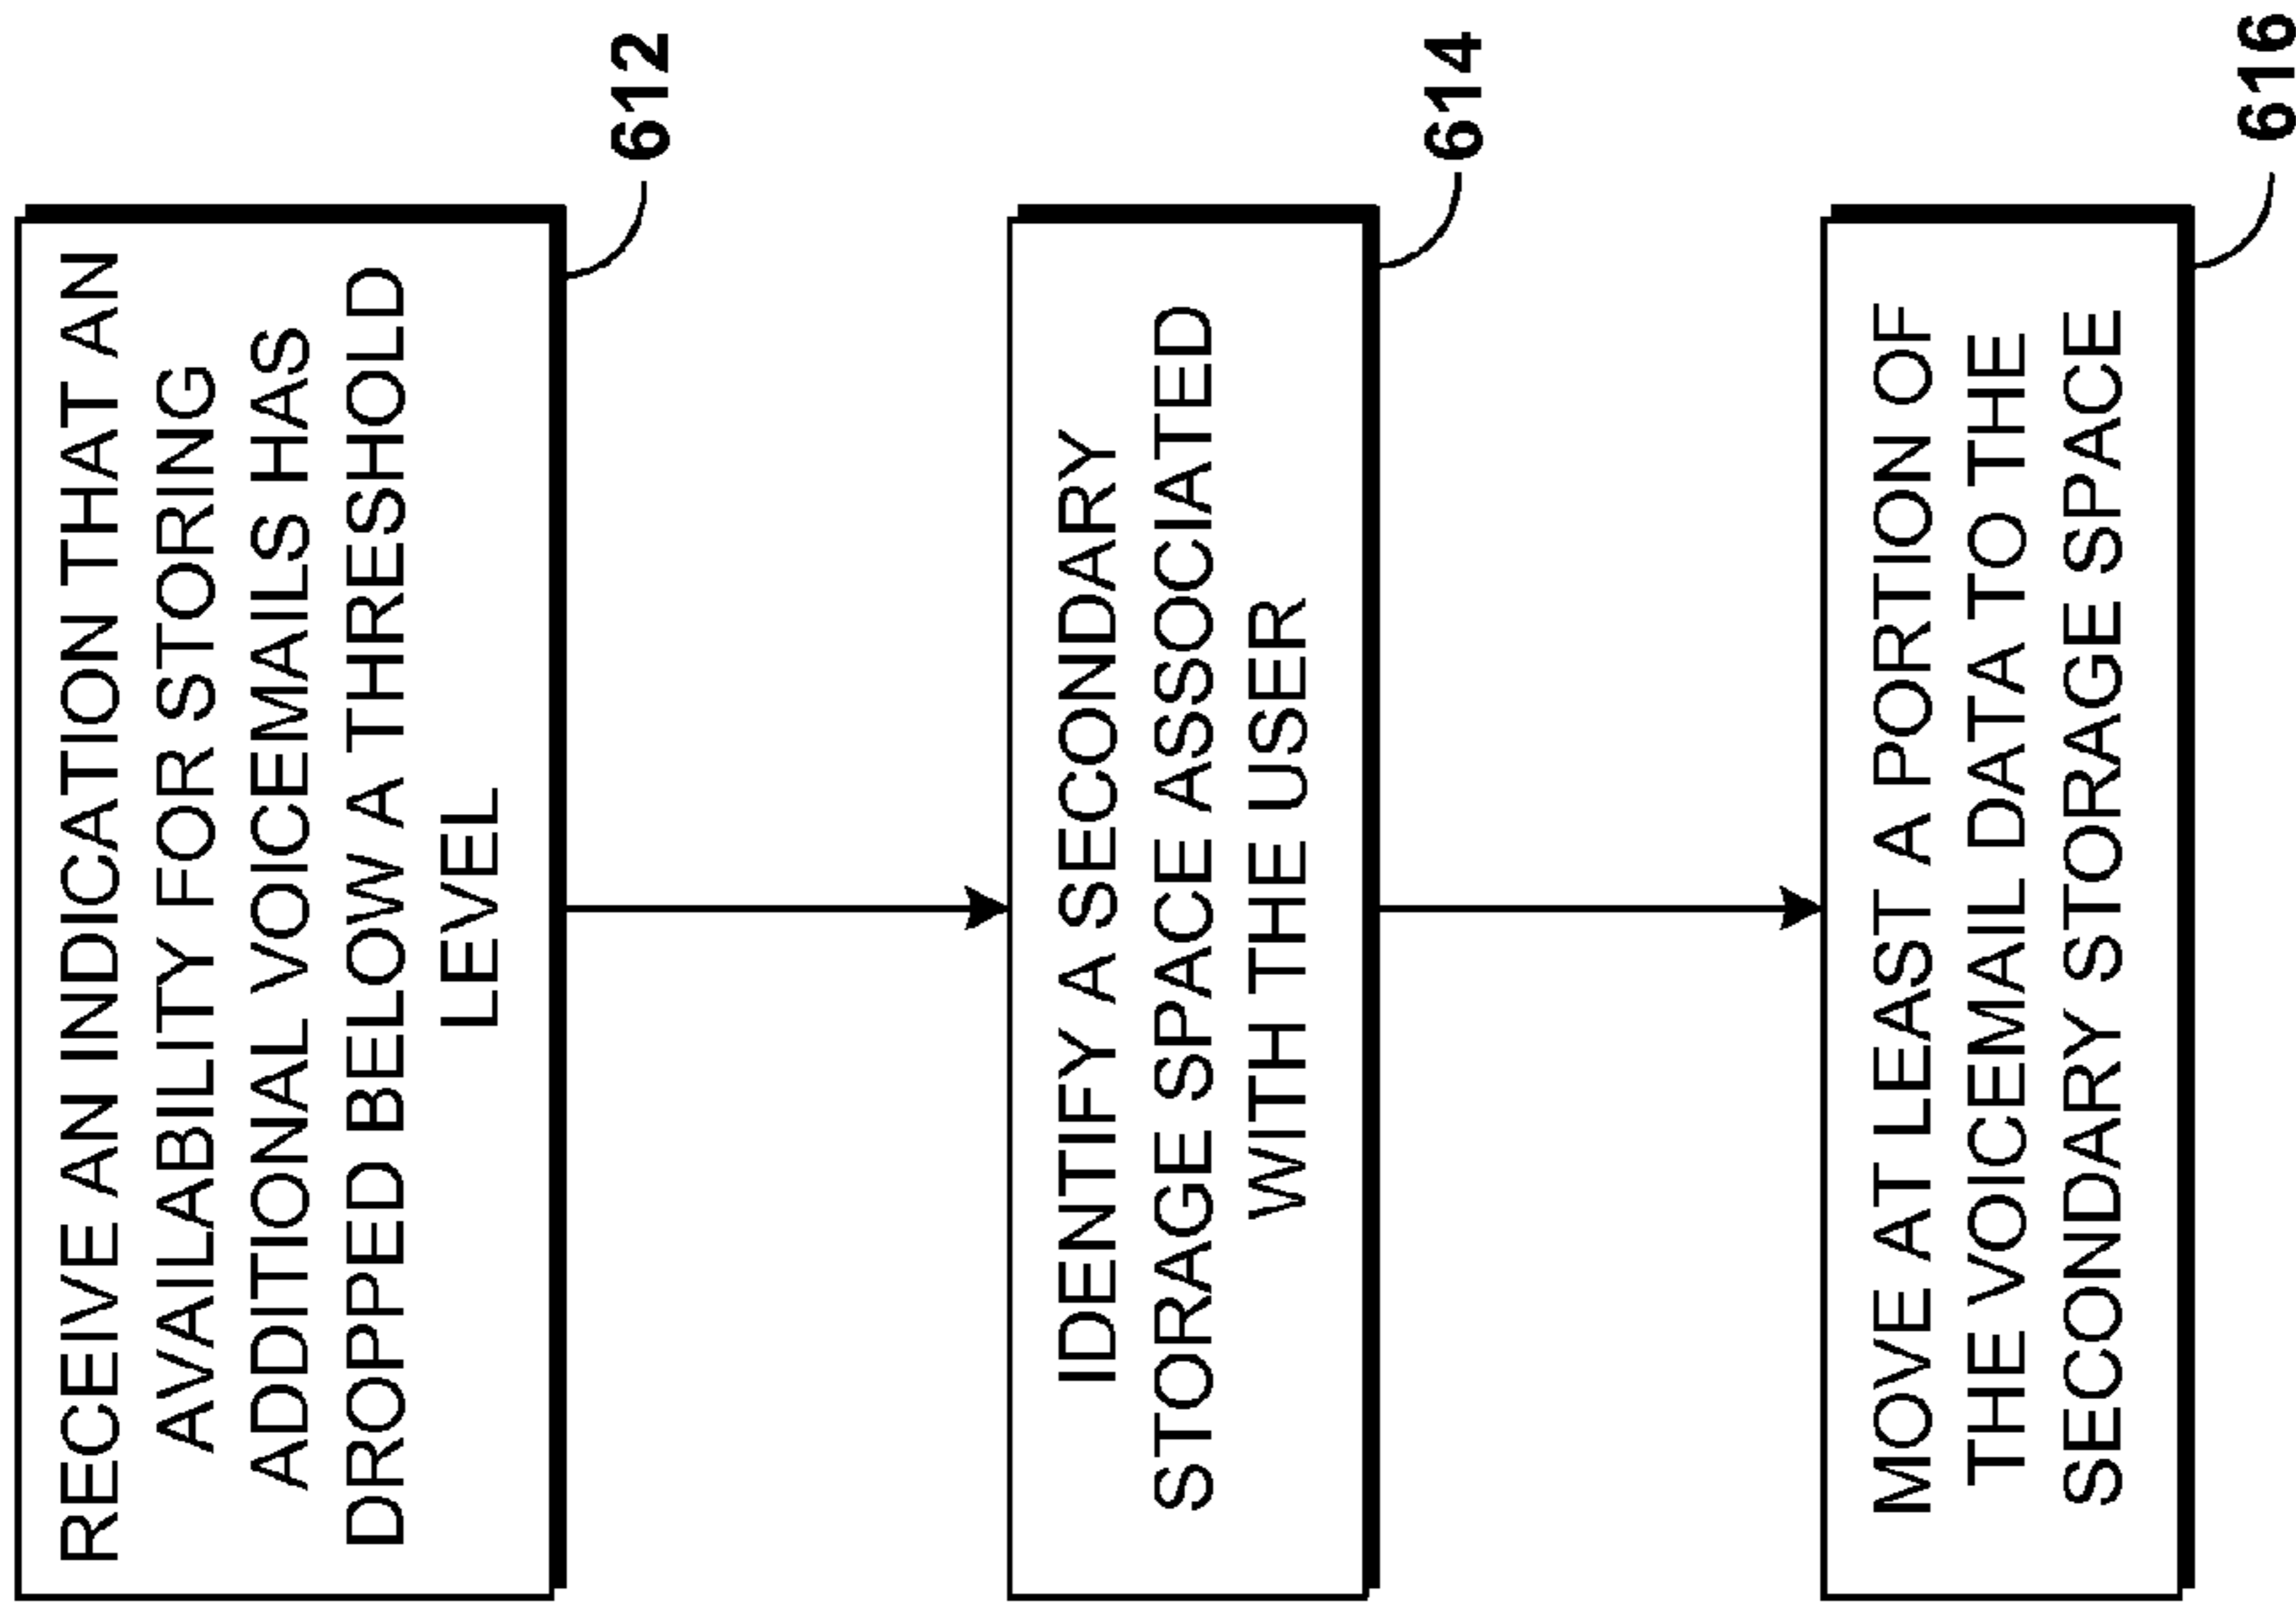 RECEIVE AN INDICATION THAT AN
AVAILABILITY FOR STORING
ADDITIONAL VOICEMAILS HAS
DROPPED BELOW A THRESHOLD
LEVEL
612
IDENTIFY A SECONDARY
STORAGE SPACE ASSOCIATED
WITH THE USER
614
MOVE AT LEAST A PORTION OF
THE VOICEMAIL DATA TO THE
SECONDARY STORAGE SPACE
616